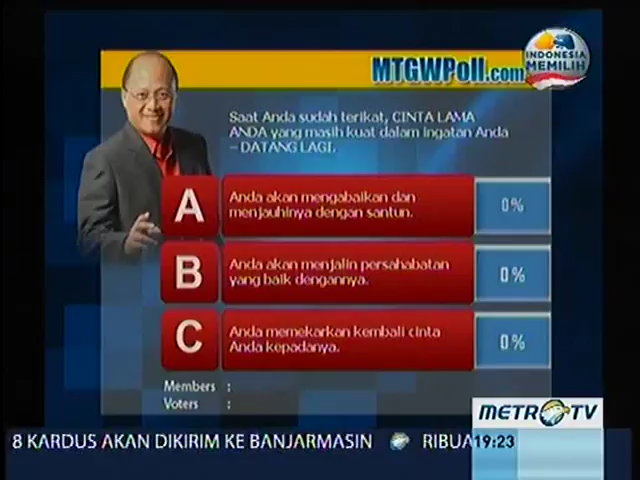 INDONESIA
MEMILIH
MTGWPoll.com
Saat Anda sudah terikat, CINTA LAMA
ANDA yang masih kuat dalam ingatan Anda
– DATANG LAGI.
A
Anda akan mengabaikan dan
menjauhinya dengan santun.
0%
B
Anda akan menjalin persahabatan
yang baik dengannya.
0%
C
Anda memekarkan kembali cinta
Anda kepadanya.
0%
Members :
Voters :
METRO TV
8 KARDUS AKAN DIKIRIM KE BANJARMASIN RIBUA
19:23